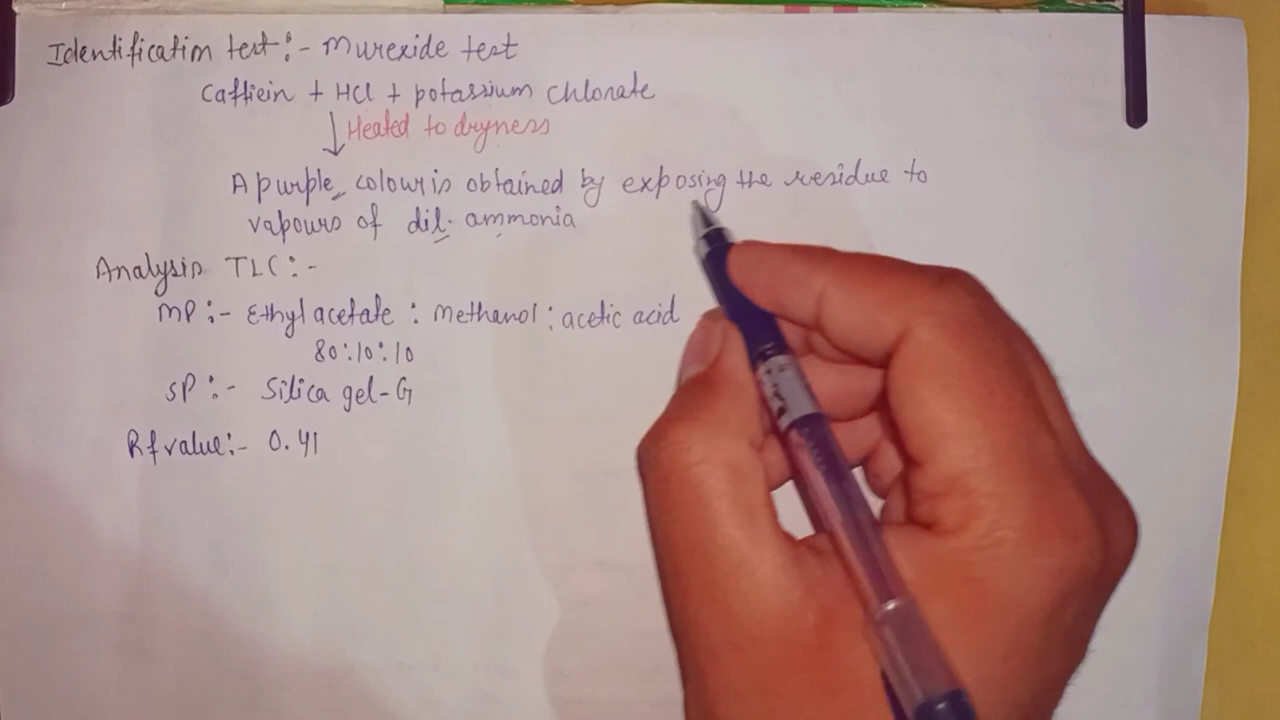 Identification test:- Murexide test
Caffiein + HCl + potassium chlorate
Heated to dryness
A purple colour is obtained by exposing the residue to
vapours of dil. ammonia
Analysis TLC:-
MP:- Ethyl acetate : Methanol : acetic acid
80:10:10
SP:- Silica gel-G
Rf value:- 0.41